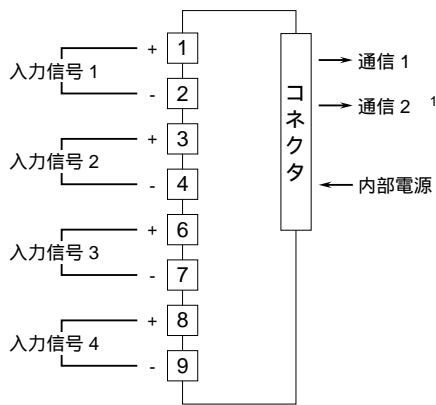 + 1
入力信号 1
- 2
+ 3
入力信号 2
- 4
+ 6
入力信号 3
- 7
+ 8
入力信号 4
- 9
コネクタ
通信 1
通信 2 1
内部電源